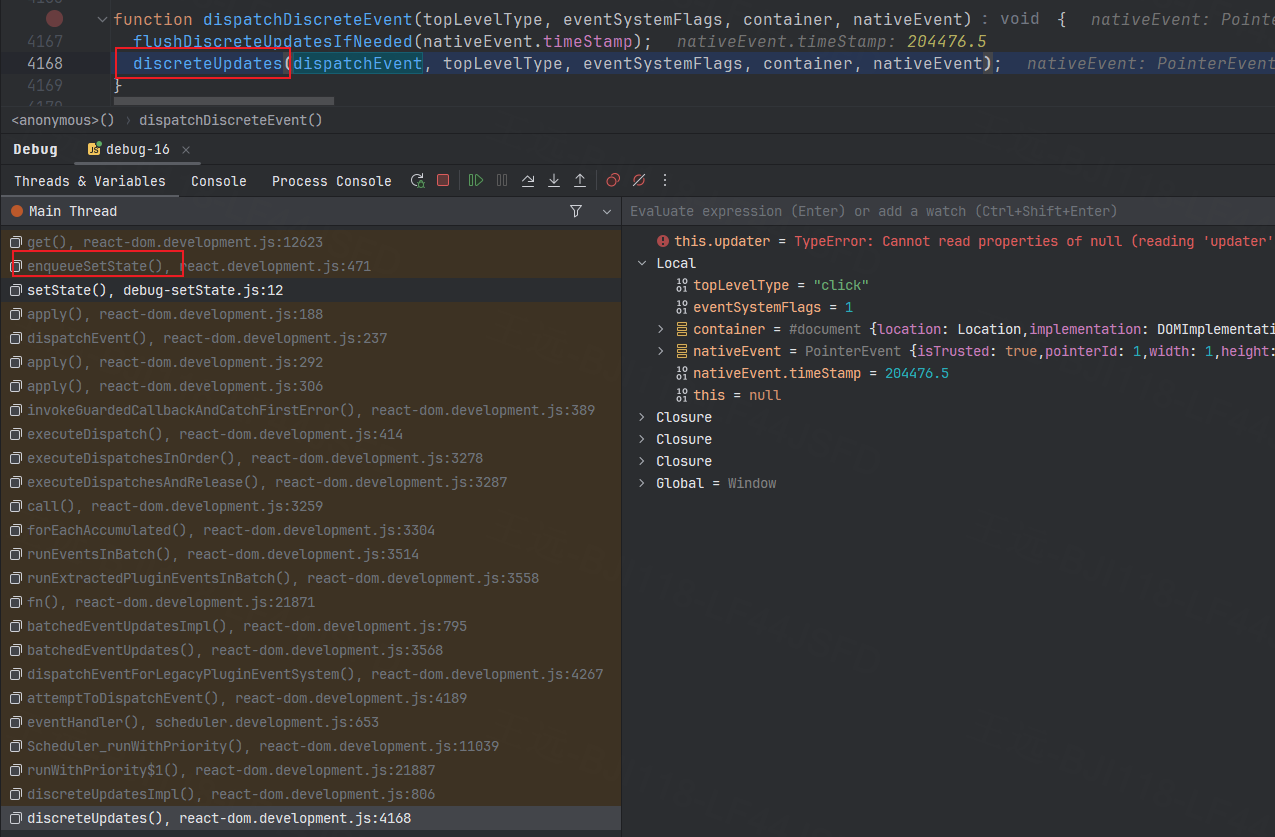 function dispatchDiscreteEvent(topLevelType, eventSystemFlags, container, nativeEvent) : void { nativeEvent: Pointe
4167 flushDiscreteUpdatesIfNeeded(nativeEvent.timeStamp); nativeEvent.timeStamp: 204476.5
4168 discreteUpdates(dispatchEvent, topLevelType, eventSystemFlags, container, nativeEvent); nativeEvent: PointerEvent
4169 }
<anonymous>() › dispatchDiscreteEvent()
Debug debug-16 ×
Threads & Variables Console Process Console
Main Thread
get(), react-dom.development.js:12623
enqueueSetState(), react.development.js:471
setState(), debug-setState.js:12
apply(), react-dom.development.js:188
dispatchEvent(), react-dom.development.js:237
apply(), react-dom.development.js:292
apply(), react-dom.development.js:306
invokeGuardedCallbackAndCatchFirstError(), react-dom.development.js:389
executeDispatch(), react-dom.development.js:414
executeDispatchesInOrder(), react-dom.development.js:3278
executeDispatchesAndRelease(), react-dom.development.js:3287
call(), react-dom.development.js:3259
forEachAccumulated(), react-dom.development.js:3304
runEventsInBatch(), react-dom.development.js:3514
runExtractedPluginEventsInBatch(), react-dom.development.js:3558
fn(), react-dom.development.js:21871
batchedEventUpdatesImpl(), react-dom.development.js:795
batchedEventUpdates(), react-dom.development.js:3568
dispatchEventForLegacyPluginEventSystem(), react-dom.development.js:4267
attemptToDispatchEvent(), react-dom.development.js:4189
eventHandler(), scheduler.development.js:653
Scheduler_runWithPriority(), react-dom.development.js:11039
runWithPriority$1(), react-dom.development.js:21887
discreteUpdatesImpl(), react-dom.development.js:806
discreteUpdates(), react-dom.development.js:4168
Evaluate expression (Enter) or add a watch (Ctrl+Shift+Enter)
this.updater = TypeError: Cannot read properties of null (reading 'updater'
Local
topLevelType = "click"
eventSystemFlags = 1
container = #document {location: Location,implementation: DOMImplementati
nativeEvent = PointerEvent {isTrusted: true,pointerId: 1,width: 1,height:
nativeEvent.timeStamp = 204476.5
this = null
Closure
Closure
Closure
Global = Window